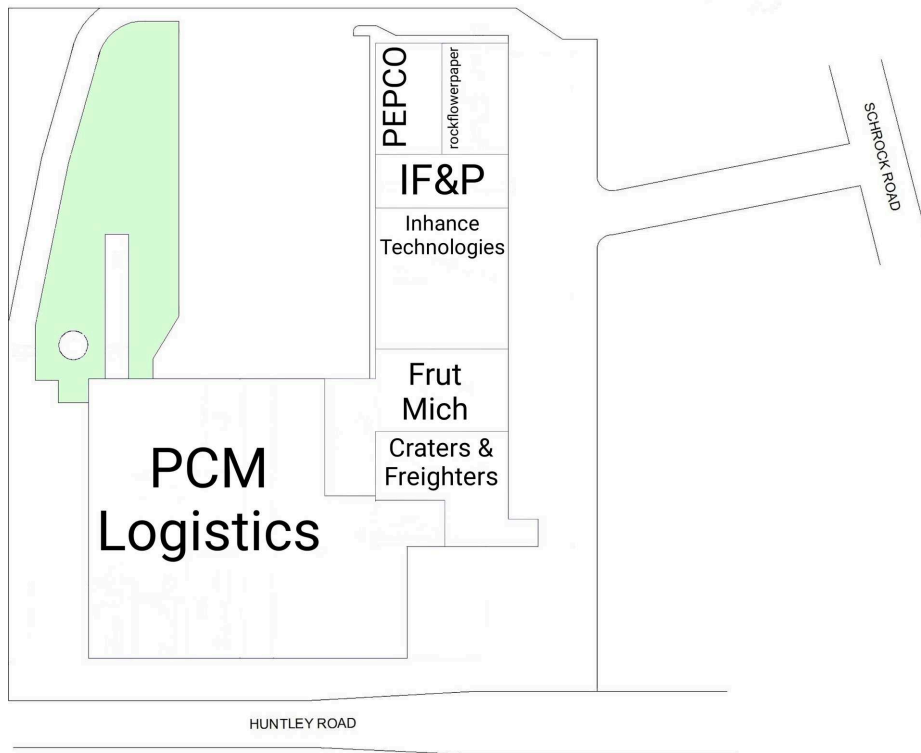 PEPCO
rockflowerpaper
IF&P
Inhance
Technologies
SCHROCK ROAD
Frut
Mich
Craters &
Freighters
PCM
Logistics
HUNTLEY ROAD